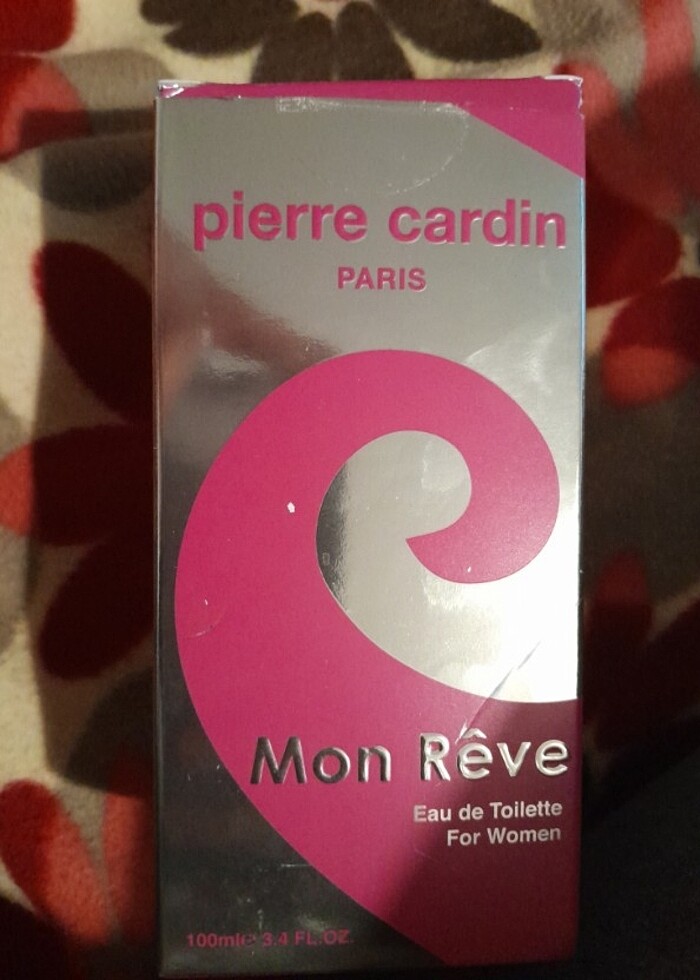 pierre cardin
PARIS
Mon Rêve
Eau de Toilette
For Women
100ml℮ 3.4 FL.OZ.